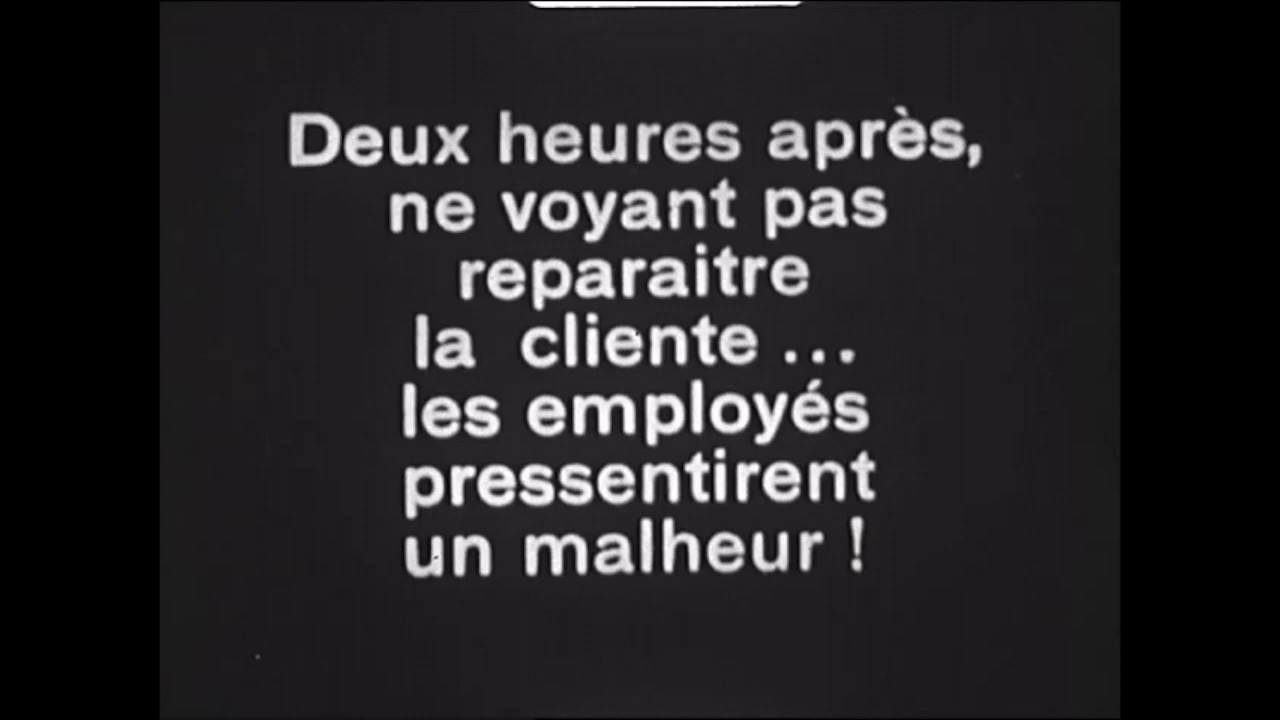 Deux heures après,
ne voyant pas
reparaitre
la cliente ...
les employés
pressentirent
un malheur !